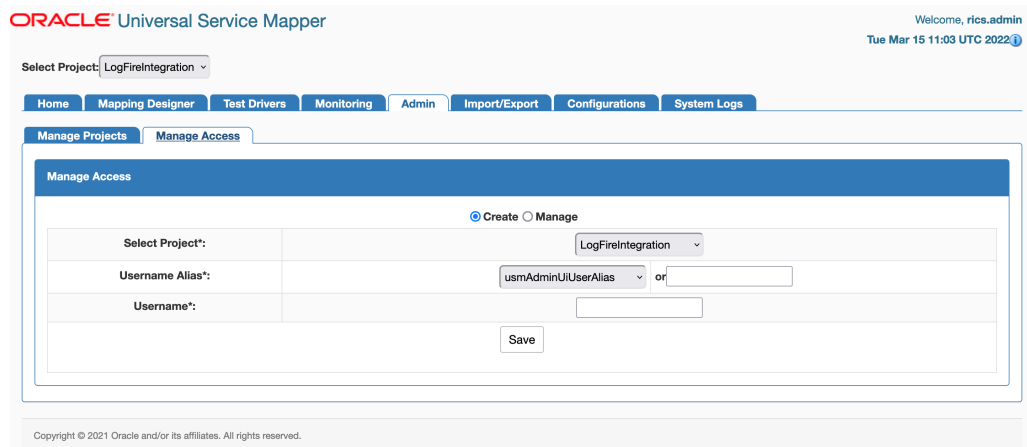 ORACLE® Universal Service Mapper
Welcome, rics.admin
Tue Mar 15 11:03 UTC 2022
Select Project: LogFireIntegration
Home Mapping Designer Test Drivers Monitoring Admin Import/Export Configurations System Logs
Manage Projects Manage Access
Manage Access
Create Manage
Select Project*: LogFireIntegration
Username Alias*: usmAdminUiUserAlias or
Username*:
Save
Copyright © 2021 Oracle and/or its affiliates. All rights reserved.